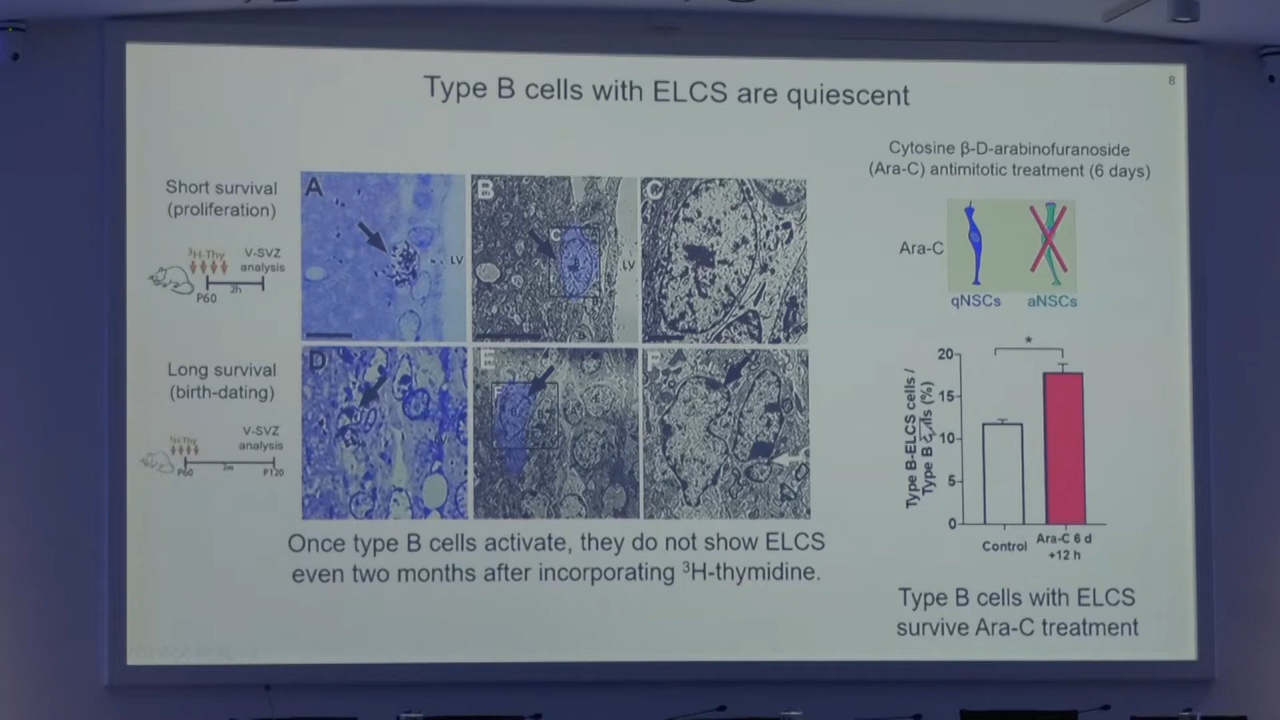 8
Type B cells with ELCS are quiescent
Short survival
(proliferation)
³H-Thy
V-SVZ
analysis
2h
P60
Long survival
(birth-dating)
³H-Thy
V-SVZ
analysis
P60
2m
P120
A
LV
B
C
LV
C
D
E
F
Once type B cells activate, they do not show ELCS
even two months after incorporating ³H-thymidine.
Cytosine β-D-arabinofuranoside
(Ara-C) antimitotic treatment (6 days)
Ara-C
qNSCs
aNSCs
*
20
15
10
5
0
Type B-ELCS cells /
Type B cells (%)
Control
Ara-C 6 d
+12 h
Type B cells with ELCS
survive Ara-C treatment